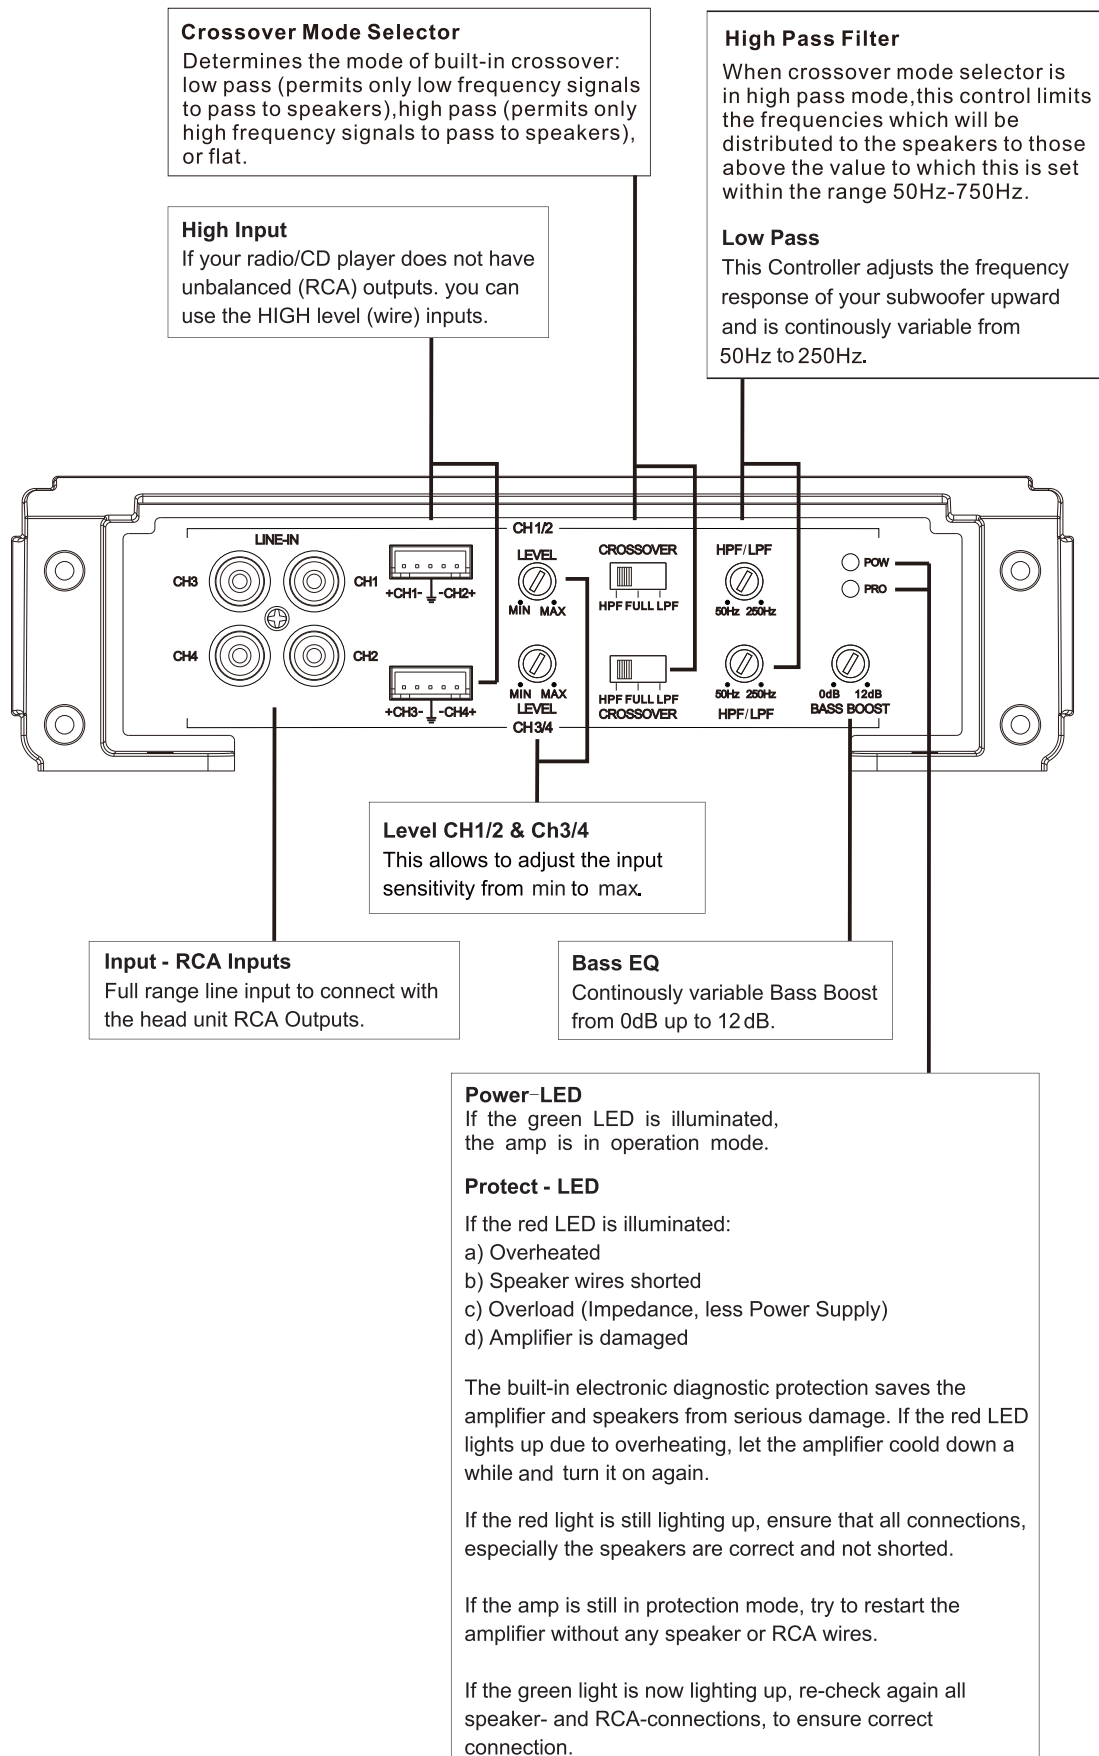 Crossover Mode Selector
Determines the mode of built-in crossover:
low pass (permits only low frequency signals
to pass to speakers),high pass (permits only
high frequency signals to pass to speakers),
or flat.
High Pass Filter
When crossover mode selector is
in high pass mode,this control limits
the frequencies which will be
distributed to the speakers to those
above the value to which this is set
within the range 50Hz-750Hz.
Low Pass
This Controller adjusts the frequency
response of your subwoofer upward
and is continously variable from
50Hz to 250Hz.
High Input
If your radio/CD player does not have
unbalanced (RCA) outputs. you can
use the HIGH level (wire) inputs.
CH1/2
LINE-IN
CH3
CH1
CH4
CH2
+CH1- -CH2+
+CH3- -CH4+
LEVEL
MIN MAX
MIN MAX
LEVEL
CH3/4
CROSSOVER
HPF FULL LPF
HPF FULL LPF
CROSSOVER
HPF/LPF
50Hz 250Hz
50Hz 250Hz
HPF/LPF
POW
PRO
0dB 12dB
BASS BOOST
Level CH1/2 & Ch3/4
This allows to adjust the input
sensitivity from min to max.
Input - RCA Inputs
Full range line input to connect with
the head unit RCA Outputs.
Bass EQ
Continously variable Bass Boost
from 0dB up to 12dB.
Power-LED
If the green LED is illuminated,
the amp is in operation mode.
Protect - LED
If the red LED is illuminated:
a) Overheated
b) Speaker wires shorted
c) Overload (Impedance, less Power Supply)
d) Amplifier is damaged
The built-in electronic diagnostic protection saves the
amplifier and speakers from serious damage. If the red LED
lights up due to overheating, let the amplifier coold down a
while and turn it on again.
If the red light is still lighting up, ensure that all connections,
especially the speakers are correct and not shorted.
If the amp is still in protection mode, try to restart the
amplifier without any speaker or RCA wires.
If the green light is now lighting up, re-check again all
speaker- and RCA-connections, to ensure correct
connection.